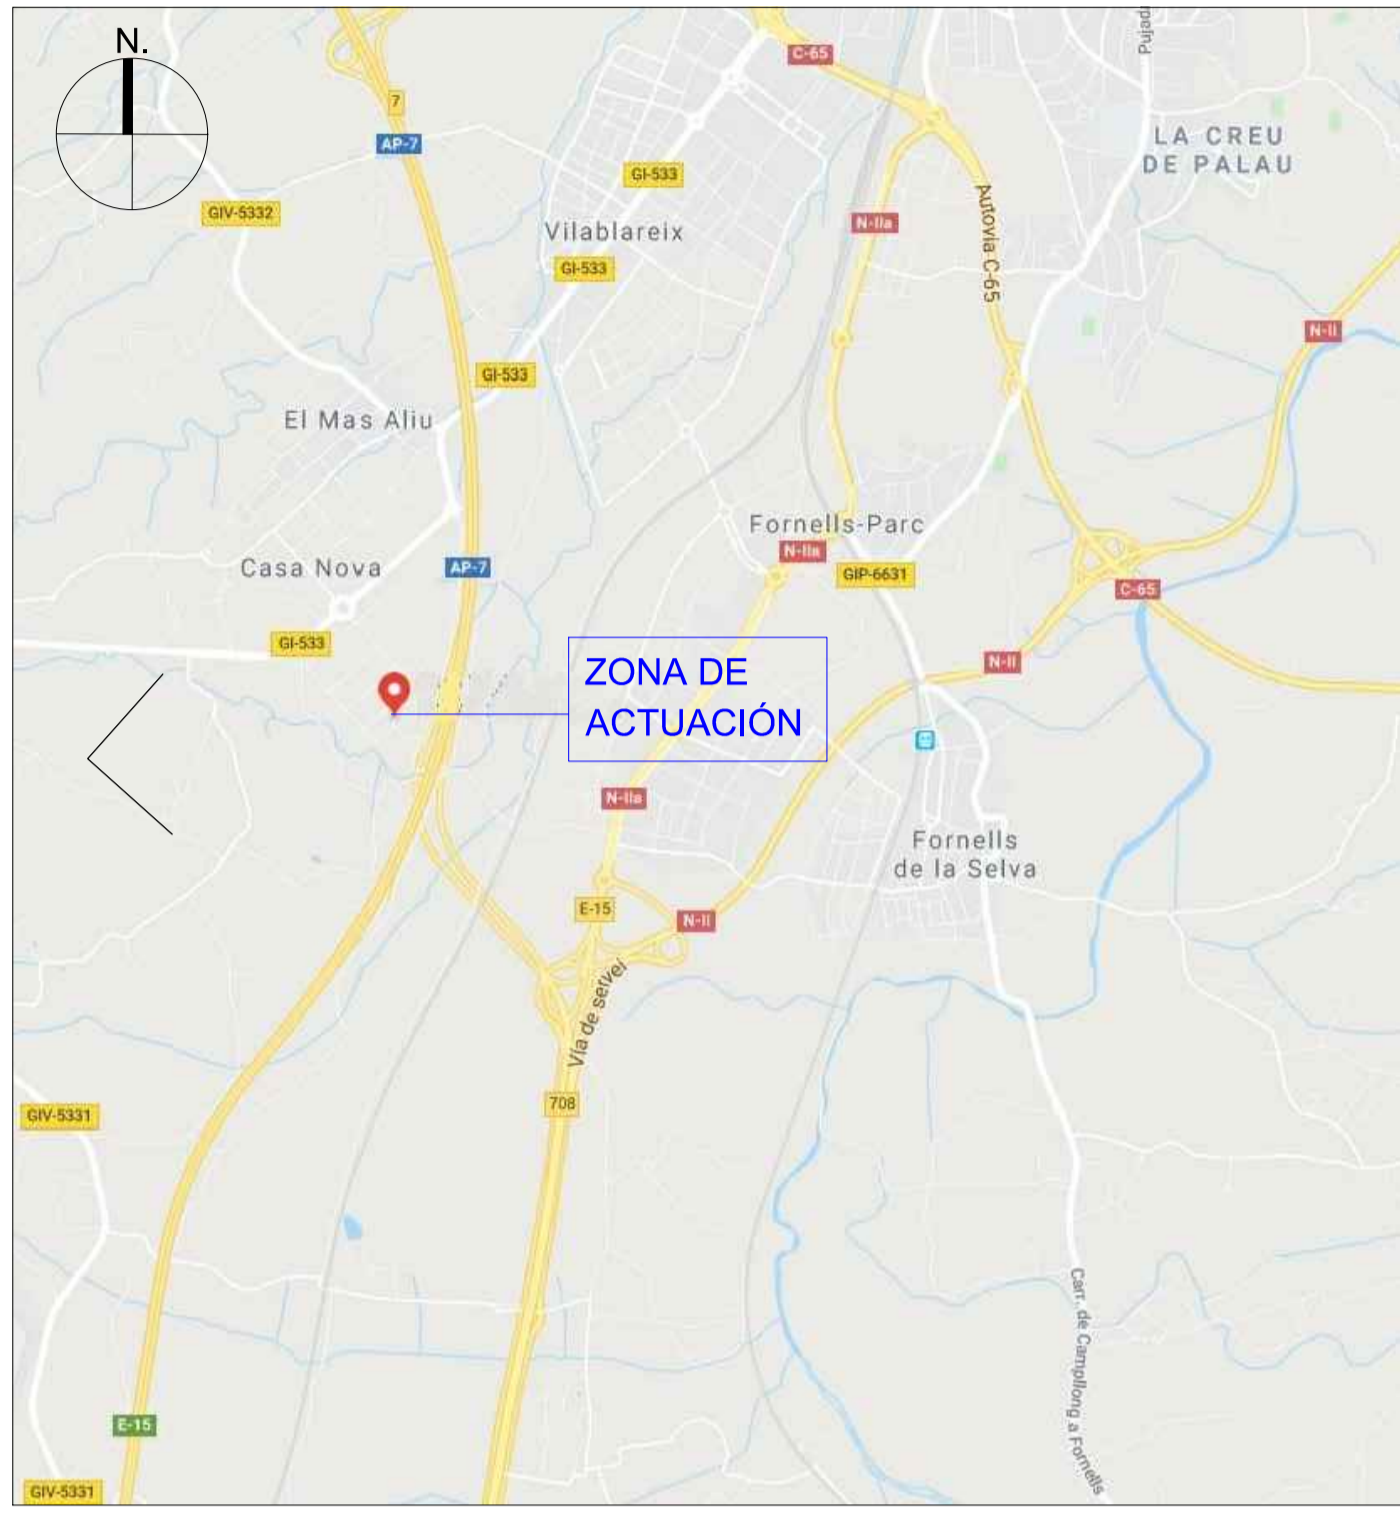 N.
C-65
Pujada
7
AP-7
LA CREU
DE PALAU
GI-533
GIV-5332
N-IIa
Autovia C-65
Vilablareix
GI-533
N-II
GI-533
El Mas Aliu
Fornells-Parc
N-IIa
Casa Nova
AP-7
GIP-6631
C-65
GI-533
N-II
ZONA DE
ACTUACIÓN
N-IIa
Fornells
de la Selva
E-15
N-II
Via de servei
708
GIV-5331
Carr. de Campllong a Fornells
E-15
GIV-5331